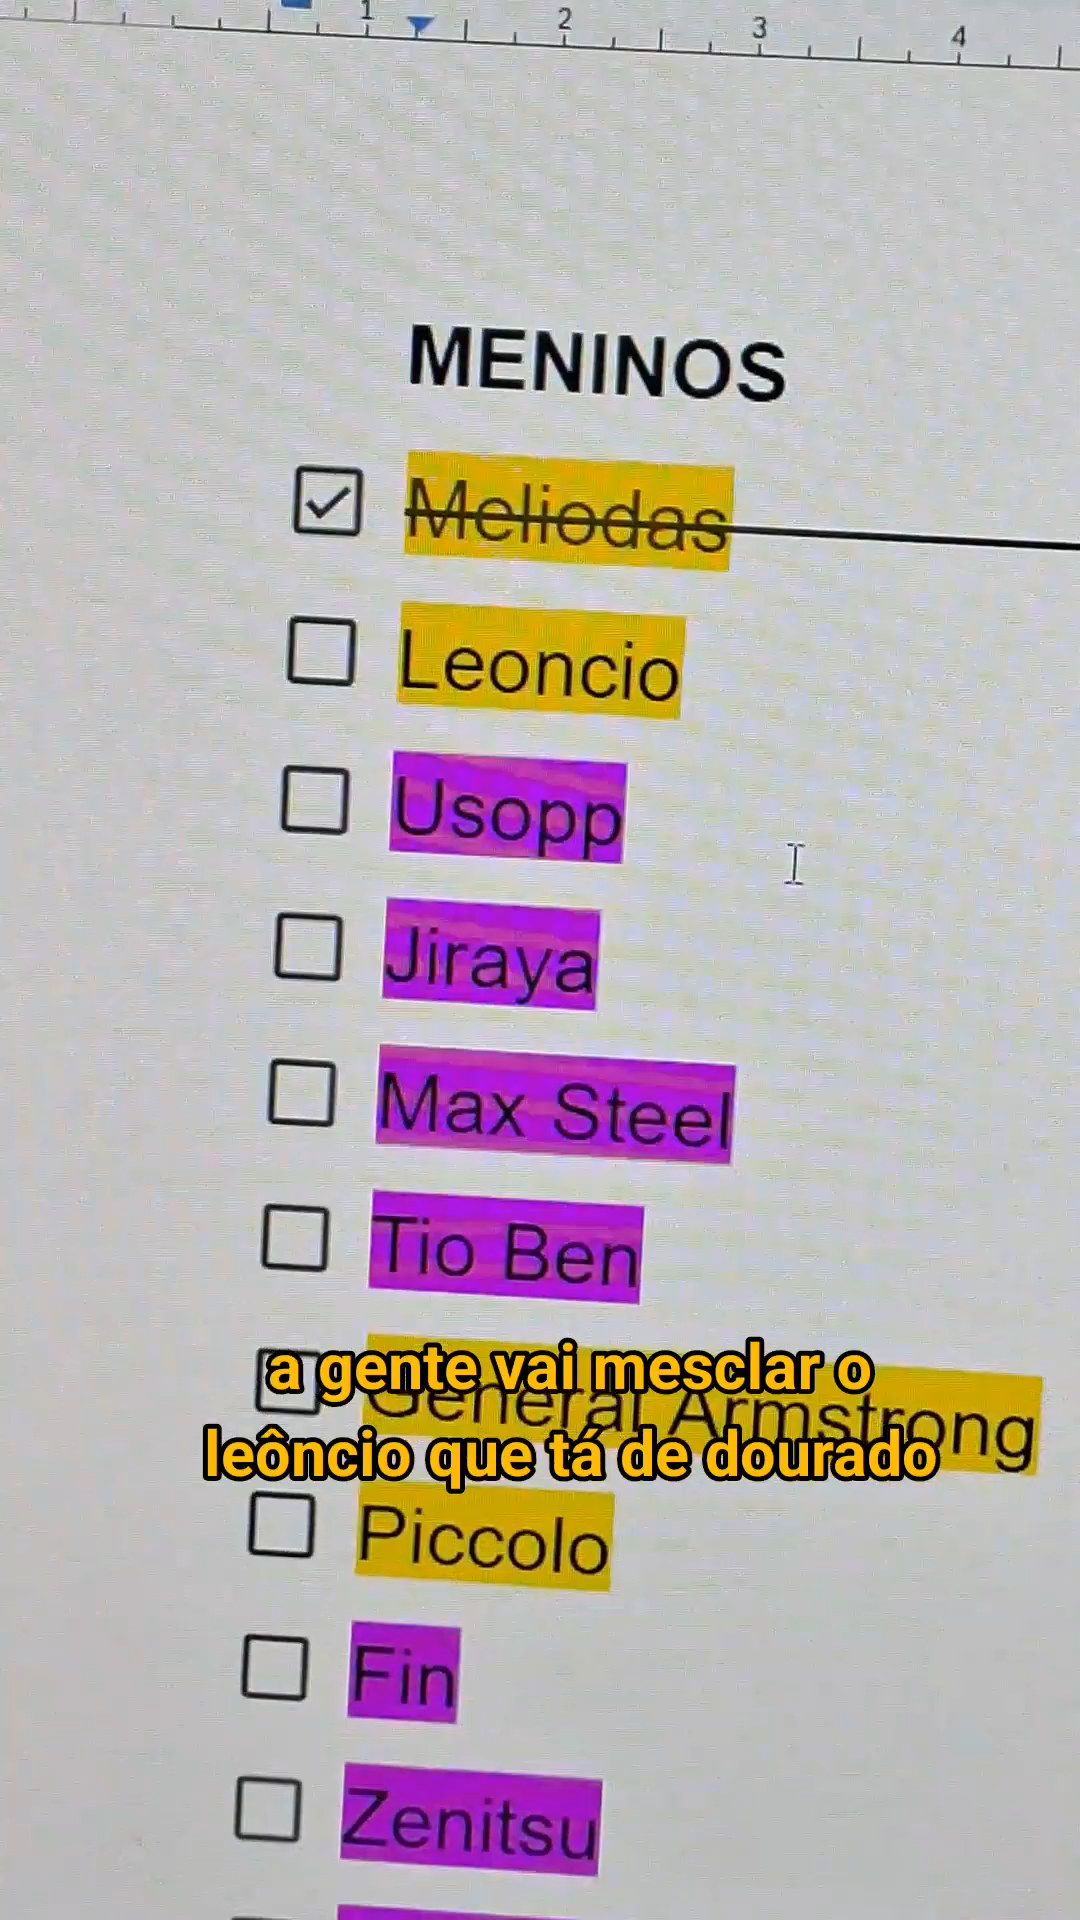 1 2 3 4
MENINOS
Meliodas
Leoncio
Usopp
Jiraya
Max Steel
Tio Ben
General Armstrong
a gente vai mesclar o
leôncio que tá de dourado
Piccolo
Fin
Zenitsu